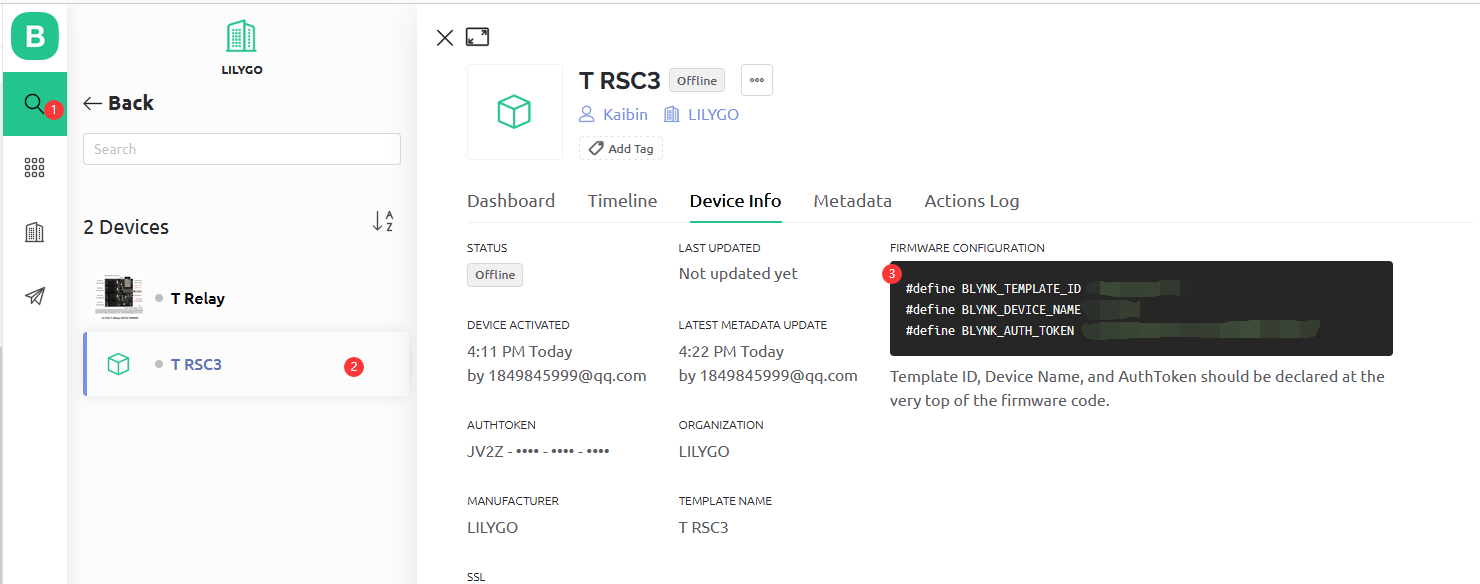 B
LILYGO
1
Back
Search
2 Devices
A
Z
T Relay
T RSC3
2
T RSC3
Offline
Kaibin
LILYGO
Add Tag
Dashboard
Timeline
Device Info
Metadata
Actions Log
STATUS
Offline
LAST UPDATED
Not updated yet
DEVICE ACTIVATED
4:11 PM Today
by 1849845999@qq.com
LATEST METADATA UPDATE
4:22 PM Today
by 1849845999@qq.com
AUTHTOKEN
JV2Z - •••• - •••• - ••••
ORGANIZATION
LILYGO
MANUFACTURER
LILYGO
TEMPLATE NAME
T RSC3
SSL
FIRMWARE CONFIGURATION
3
#define BLYNK_TEMPLATE_ID
#define BLYNK_DEVICE_NAME
#define BLYNK_AUTH_TOKEN
Template ID, Device Name, and AuthToken should be declared at the
very top of the firmware code.